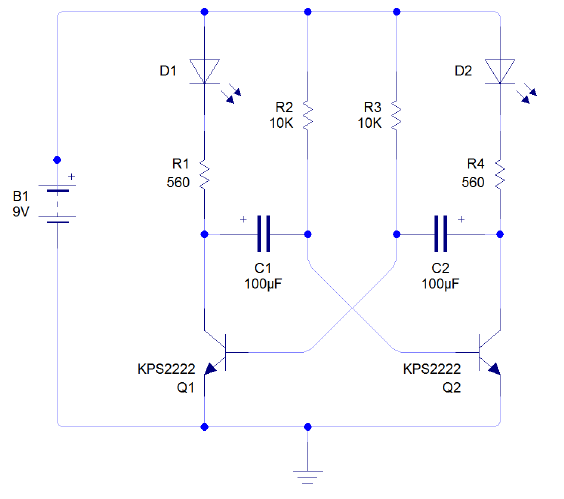 D1
D2
R2
10K
R3
10K
R1
560
R4
560
+
B1
9V
+
C1
100µF
+
C2
100µF
KPS2222
Q1
KPS2222
Q2